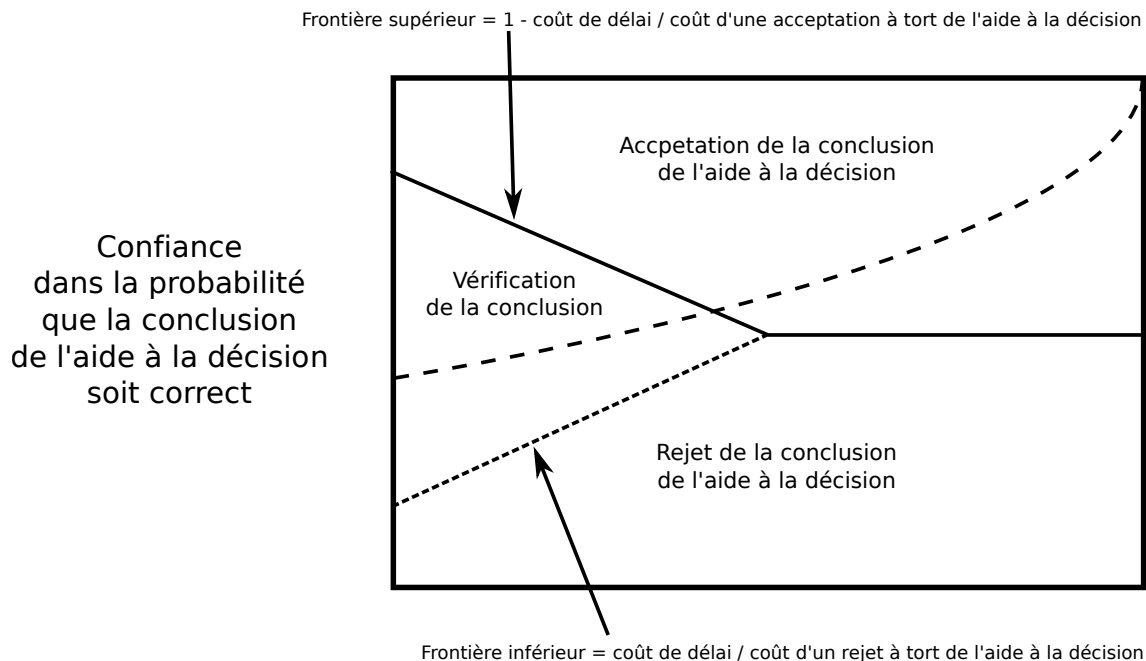 Frontière supérieur = 1 - coût de délai / coût d'une acceptation à tort de l'aide à la décision
Accpetation de la conclusion
de l'aide à la décision
Confiance
dans la probabilité
que la conclusion
de l'aide à la décision
soit correct
Vérification
de la conclusion
Rejet de la conclusion
de l'aide à la décision
Frontière inférieur = coût de délai / coût d'un rejet à tort de l'aide à la décision